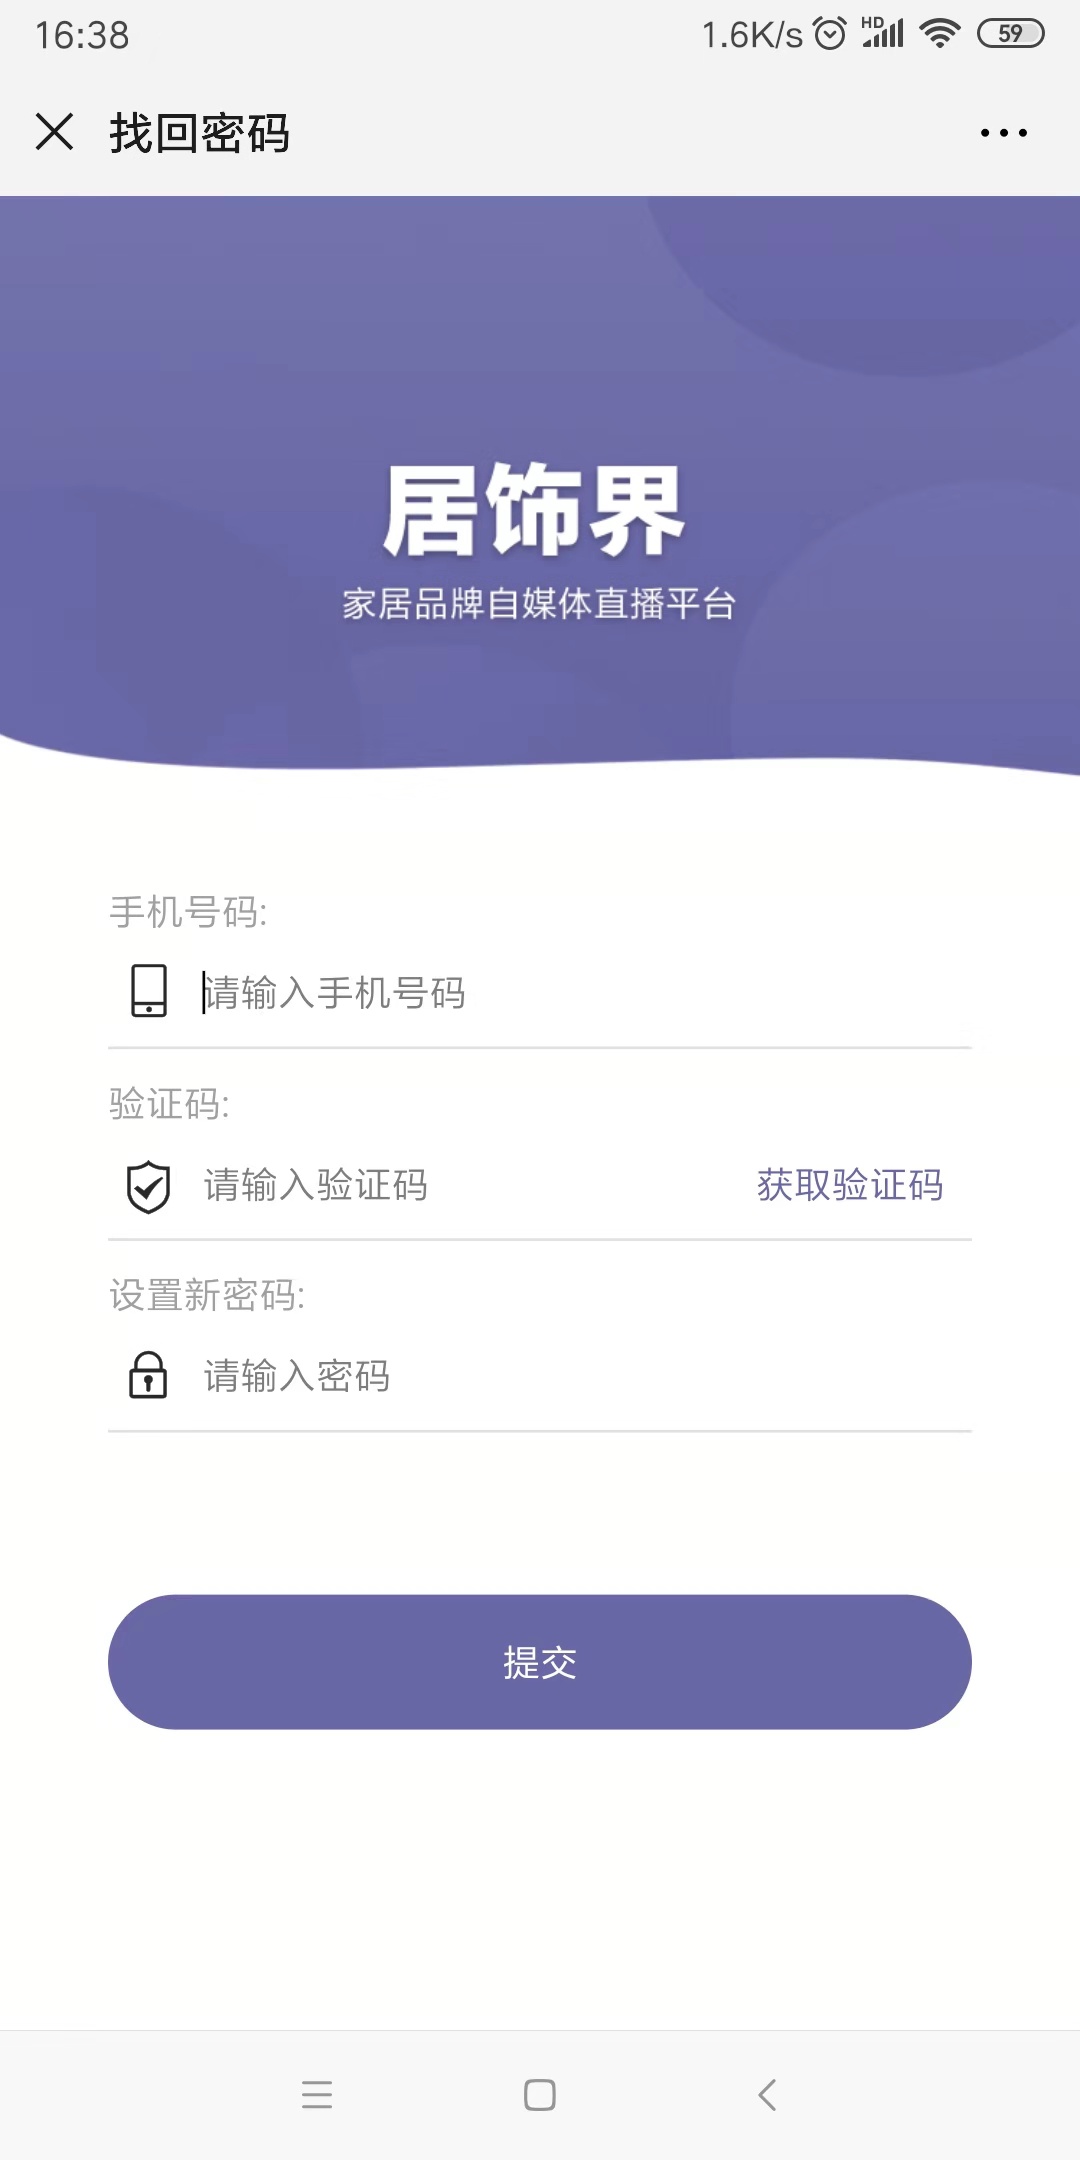 16:38
1.6K/s HD 59
找回密码
居饰界
家居品牌自媒体直播平台
手机号码:
请输入手机号码
验证码:
请输入验证码 获取验证码
设置新密码:
请输入密码
提交